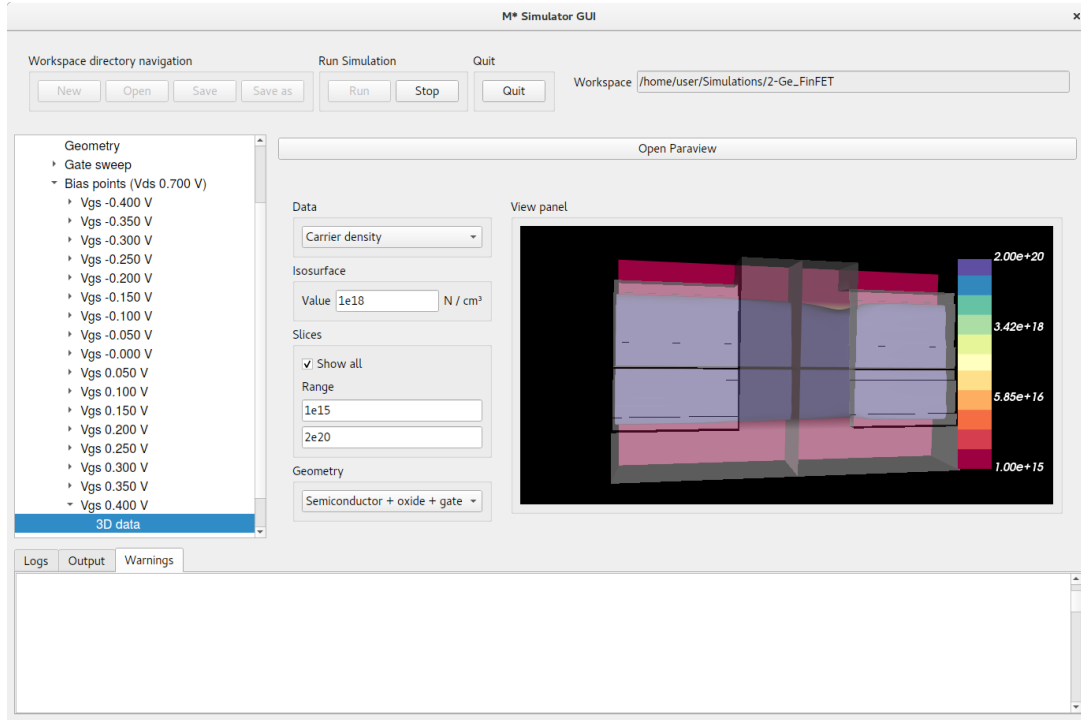 M* Simulator GUI
Workspace directory navigation
Run Simulation
Quit
New
Open
Save
Save as
Run
Stop
Quit
Workspace
/home/user/Simulations/2-Ge_FinFET
Geometry
Gate sweep
Bias points (Vds 0.700 V)
Vgs -0.400 V
Vgs -0.350 V
Vgs -0.300 V
Vgs -0.250 V
Vgs -0.200 V
Vgs -0.150 V
Vgs -0.100 V
Vgs -0.050 V
Vgs -0.000 V
Vgs 0.050 V
Vgs 0.100 V
Vgs 0.150 V
Vgs 0.200 V
Vgs 0.250 V
Vgs 0.300 V
Vgs 0.350 V
Vgs 0.400 V
3D data
Open Paraview
Data
Carrier density
Isosurface
Value 1e18 N / cm³
Slices
Show all
Range
1e15
2e20
Geometry
Semiconductor + oxide + gate
View panel
2.00e+20
3.42e+18
5.85e+16
1.00e+15
Logs
Output
Warnings